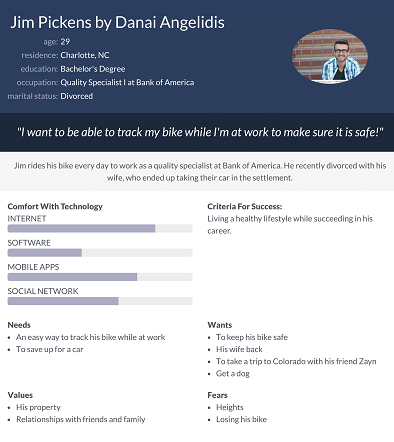 Jim Pickens by Danai Angelidis
age: 29
residence: Charlotte, NC
education: Bachelor's Degree
occupation: Quality Specialist I at Bank of America
marital status: Divorced
"I want to be able to track my bike while I'm at work to make sure it is safe!"
Jim rides his bike every day to work as a quality specialist at Bank of America. He recently divorced with his
wife, who ended up taking their car in the settlement.
Comfort With Technology
INTERNET
SOFTWARE
MOBILE APPS
SOCIAL NETWORK
Criteria For Success:
Living a healthy lifestyle while succeeding in his
career.
Needs
• An easy way to track his bike while at work
• To save up for a car
Wants
• To keep his bike safe
• His wife back
• To take a trip to Colorado with his friend Zayn
• Get a dog
Values
• His property
• Relationships with friends and family
Fears
• Heights
• Losing his bike